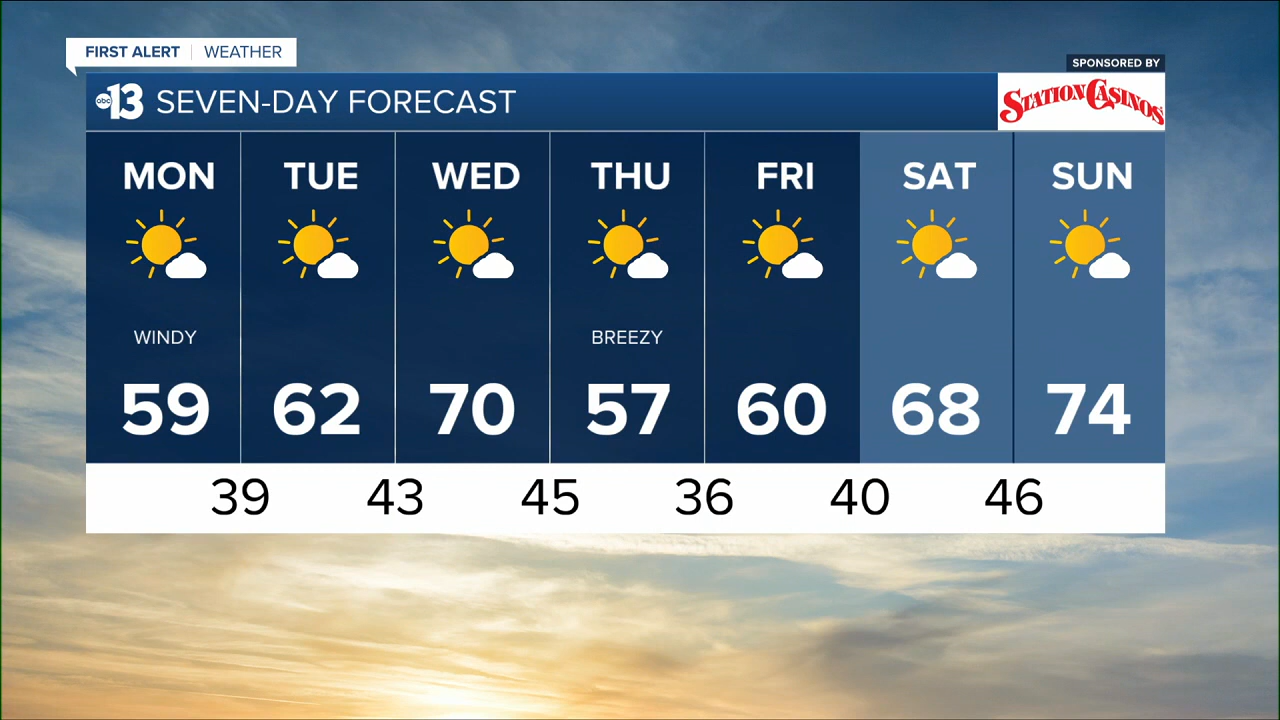 FIRST ALERT | WEATHER
SPONSORED BY
abc 13 SEVEN-DAY FORECAST
STATION CASINOS
MON TUE WED THU FRI SAT SUN
WINDY BREEZY
59 62 70 57 60 68 74
39 43 45 36 40 46